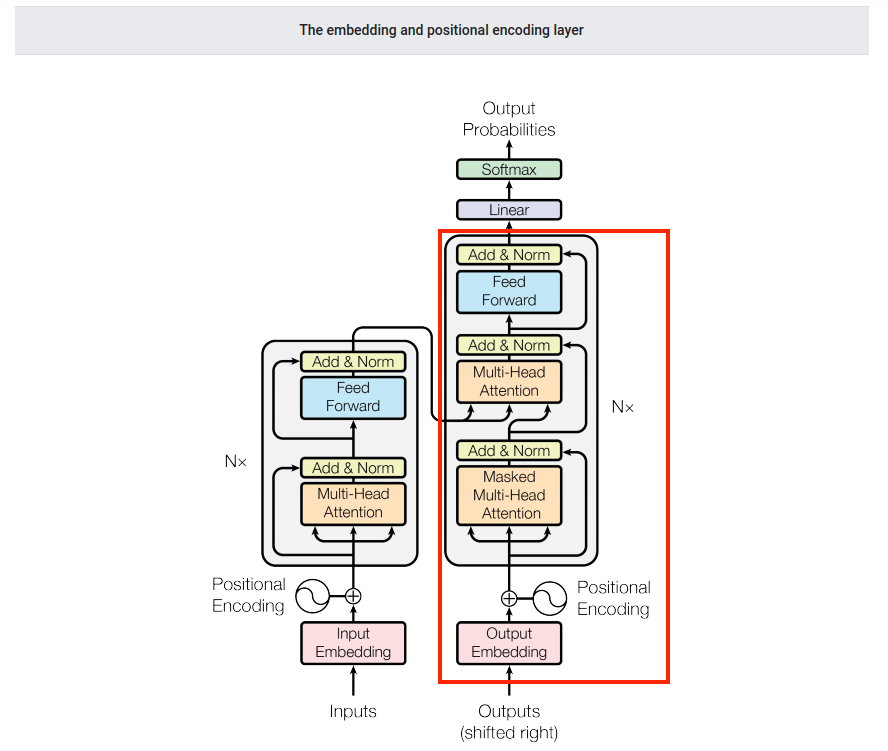 The embedding and positional encoding layer
Output
Probabilities
Softmax
Linear
Add & Norm
Feed
Forward
Add & Norm
Multi-Head
Attention
Nx
Add & Norm
Masked
Multi-Head
Attention
Positional
Encoding
Output
Embedding
Outputs
(shifted right)
Add & Norm
Feed
Forward
Nx
Add & Norm
Multi-Head
Attention
Positional
Encoding
Input
Embedding
Inputs